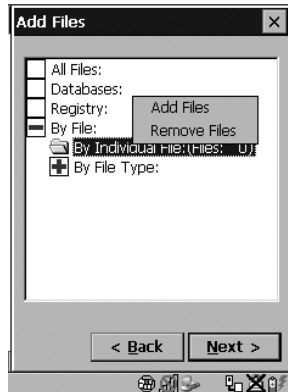 Add Files
All Files:
Databases:
Registry:
Add Files
By File:
Remove Files
By Individual File:(Files: 0)
By File Type:
< Back
Next >